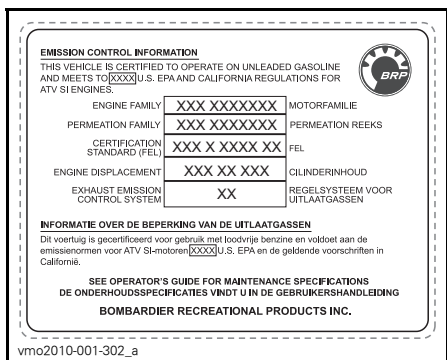 EMISSION CONTROL INFORMATION
THIS VEHICLE IS CERTIFIED TO OPERATE ON UNLEADED GASOLINE
AND MEETS TO XXXX U.S. EPA AND CALIFORNIA REGULATIONS FOR
ATV SI ENGINES.
BRP
ENGINE FAMILY XXX XXXXXXX MOTORFAMILIE
PERMEATION FAMILY XXX XXXXXXX PERMEATION REEKS
CERTIFICATION
STANDARD (FEL) XXX X XXXX XX FEL
ENGINE DISPLACEMENT XXX XX XXX CILINDERINHOUD
EXHAUST EMISSION
CONTROL SYSTEM XX REGELSYSTEEM VOOR
UITLAATGASSEN
INFORMATIE OVER DE BEPERKING VAN DE UITLAATGASSEN
Dit voertuig is gecertificeerd voor gebruik met loodvrije benzine en voldoet aan de
emissienormen voor ATV SI-motoren XXXX U.S. EPA en de geldende voorschriften in
Californië.
SEE OPERATOR'S GUIDE FOR MAINTENANCE SPECIFICATIONS
DE ONDERHOUDSSPECIFICATIES VINDT U IN DE GEBRUIKERSHANDLEIDING
BOMBARDIER RECREATIONAL PRODUCTS INC.
vmo2010-001-302_a